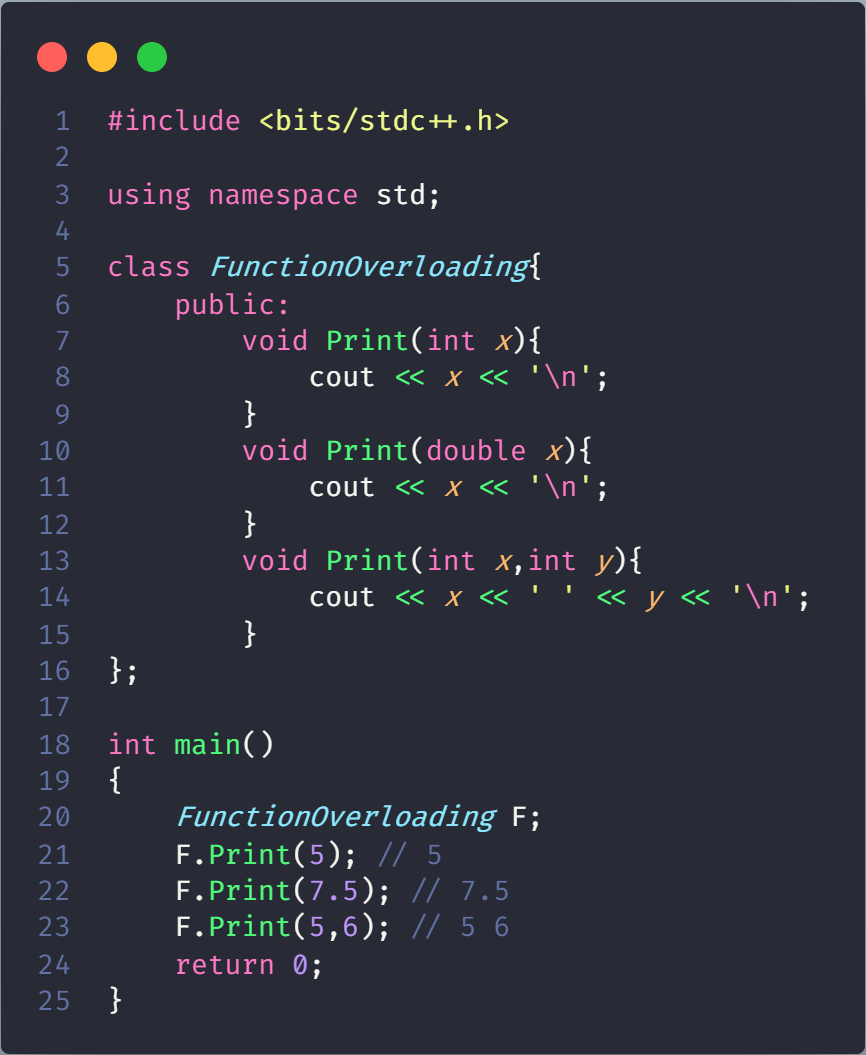 1 #include <bits/stdc++.h>
2
3 using namespace std;
4
5 class FunctionOverloading{
6     public:
7         void Print(int x){
8             cout << x << '\n';
9         }
10         void Print(double x){
11             cout << x << '\n';
12         }
13         void Print(int x,int y){
14             cout << x << ' ' << y << '\n';
15         }
16 };
17
18 int main()
19 {
20     FunctionOverloading F;
21     F.Print(5); // 5
22     F.Print(7.5); // 7.5
23     F.Print(5,6); // 5 6
24     return 0;
25 }